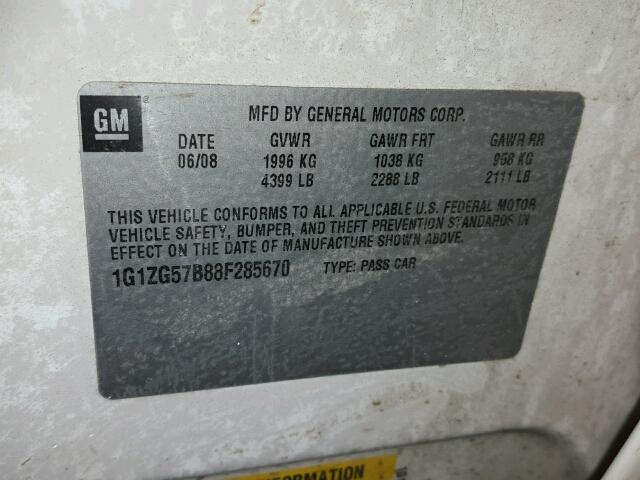 GM
MFD BY GENERAL MOTORS CORP.
DATE GVWR GAWR FRT GAWR RR
06/08 1996 KG 1038 KG 958 KG
4399 LB 2288 LB 2111 LB
THIS VEHICLE CONFORMS TO ALL APPLICABLE U.S. FEDERAL MOTOR
VEHICLE SAFETY, BUMPER, AND THEFT PREVENTION STANDARDS IN
EFFECT ON THE DATE OF MANUFACTURE SHOWN ABOVE.
1G1ZG57B88F285670 TYPE: PASS CAR
INFORMATION